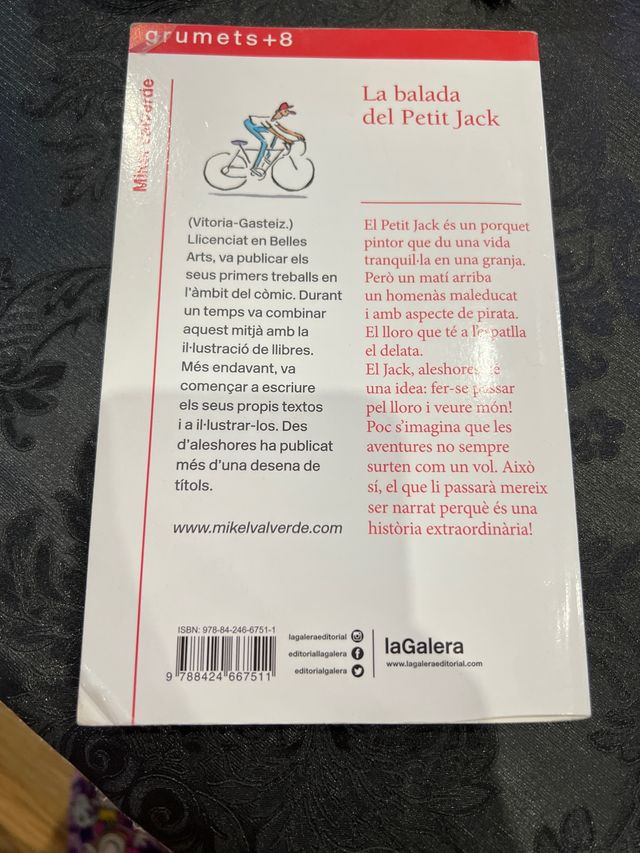 grumets+8
Mikel Valverde
La balada
del Petit Jack
(Vitoria-Gasteiz.)
Llicenciat en Belles
Arts, va publicar els
seus primers treballs en
l'àmbit del còmic. Durant
un temps va combinar
aquest mitjà amb la
il·lustració de llibres.
Més endavant, va
començar a escriure
els seus propis textos
i a il·lustrar-los. Des
d'aleshores ha publicat
més d'una desena de
títols.
www.mikelvalverde.com
El Petit Jack és un porquet
pintor que du una vida
tranquil·la en una granja.
Però un matí arriba
un homenàs maleducat
i amb aspecte de pirata.
El lloro que té a l'espatlla
el delata.
El Jack, aleshores, té
una idea: fer-se passar
pel lloro i veure món!
Poc s'imagina que les
aventures no sempre
surten com un vol. Això
sí, el que li passarà mereix
ser narrat perquè és una
història extraordinària!
ISBN: 978-84-246-6751-1
9 788424 667511
lagaleraeditorial
editoriallagalera
editorialgalera
laGalera
www.lagaleraeditorial.com